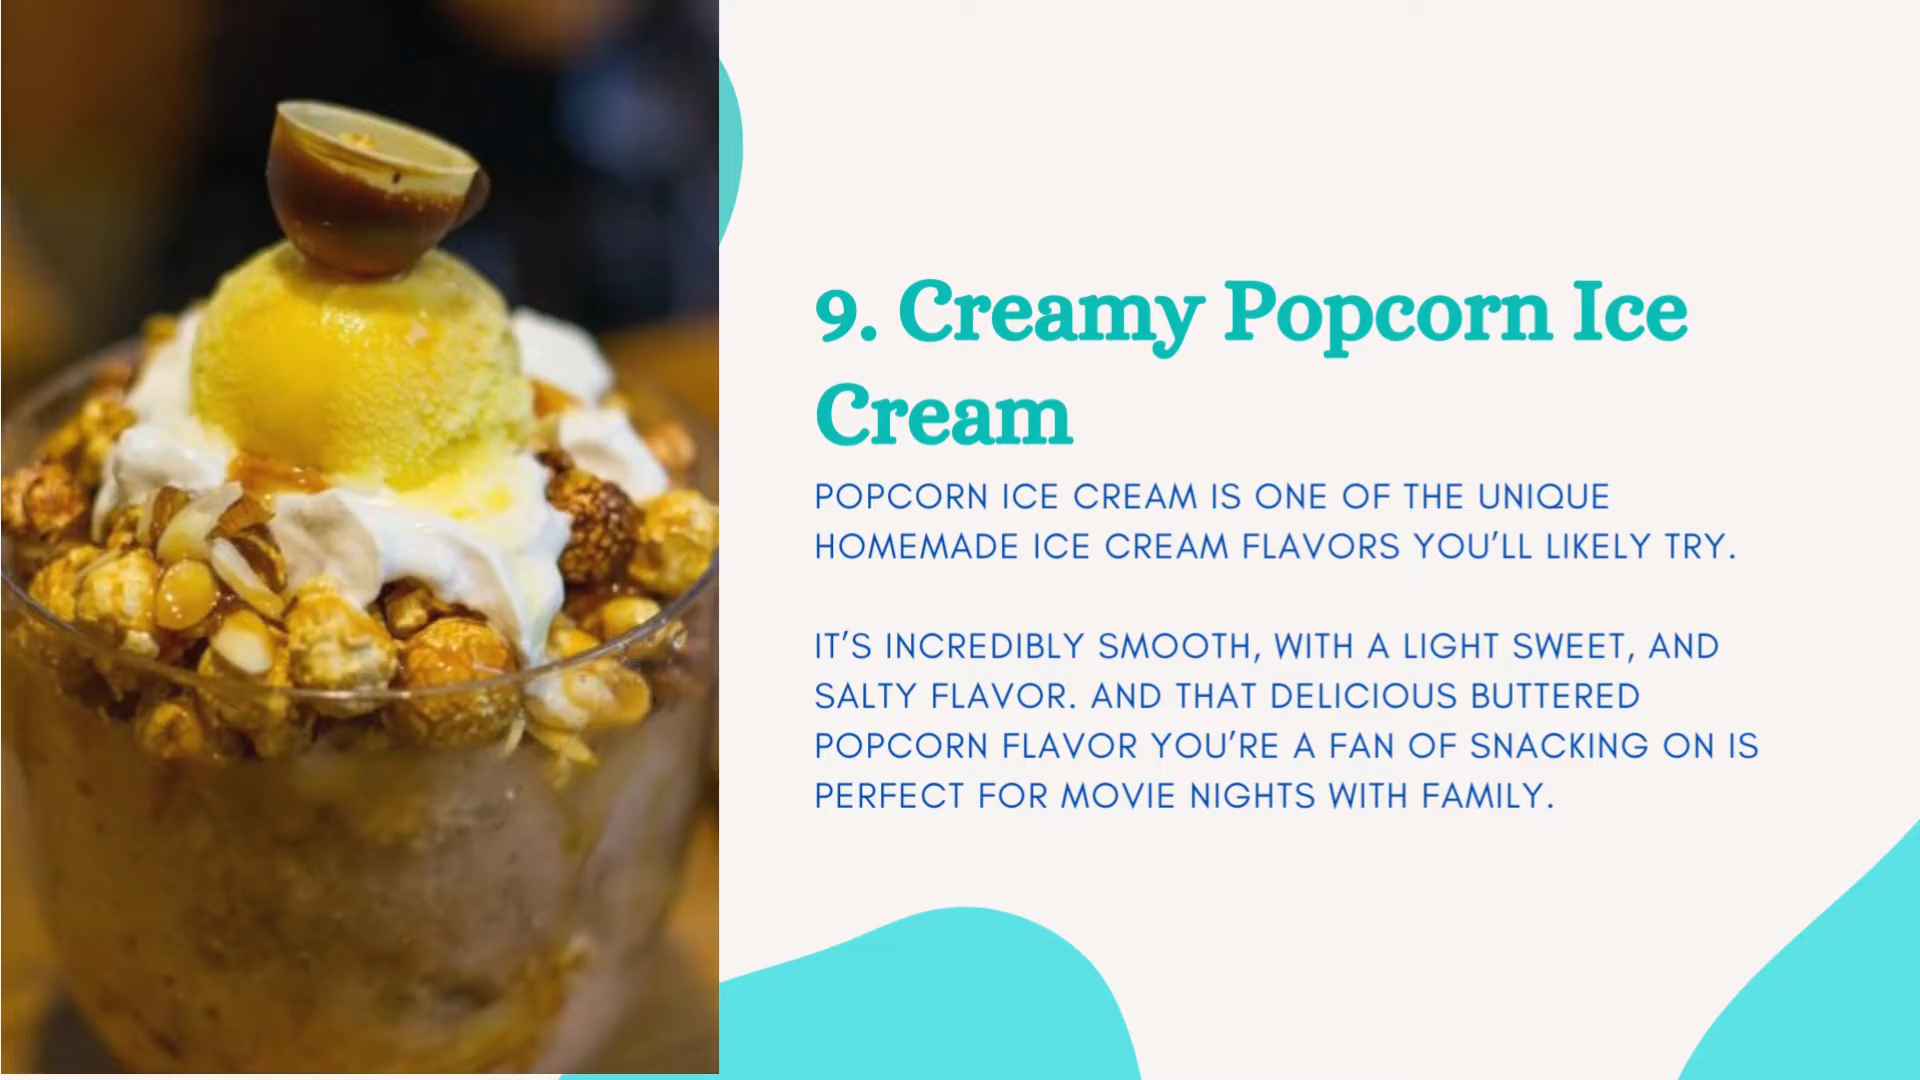 9. Creamy Popcorn Ice
Cream
POPCORN ICE CREAM IS ONE OF THE UNIQUE
HOMEMADE ICE CREAM FLAVORS YOU’LL LIKELY TRY.
IT’S INCREDIBLY SMOOTH, WITH A LIGHT SWEET, AND
SALTY FLAVOR. AND THAT DELICIOUS BUTTERED
POPCORN FLAVOR YOU’RE A FAN OF SNACKING ON IS
PERFECT FOR MOVIE NIGHTS WITH FAMILY.